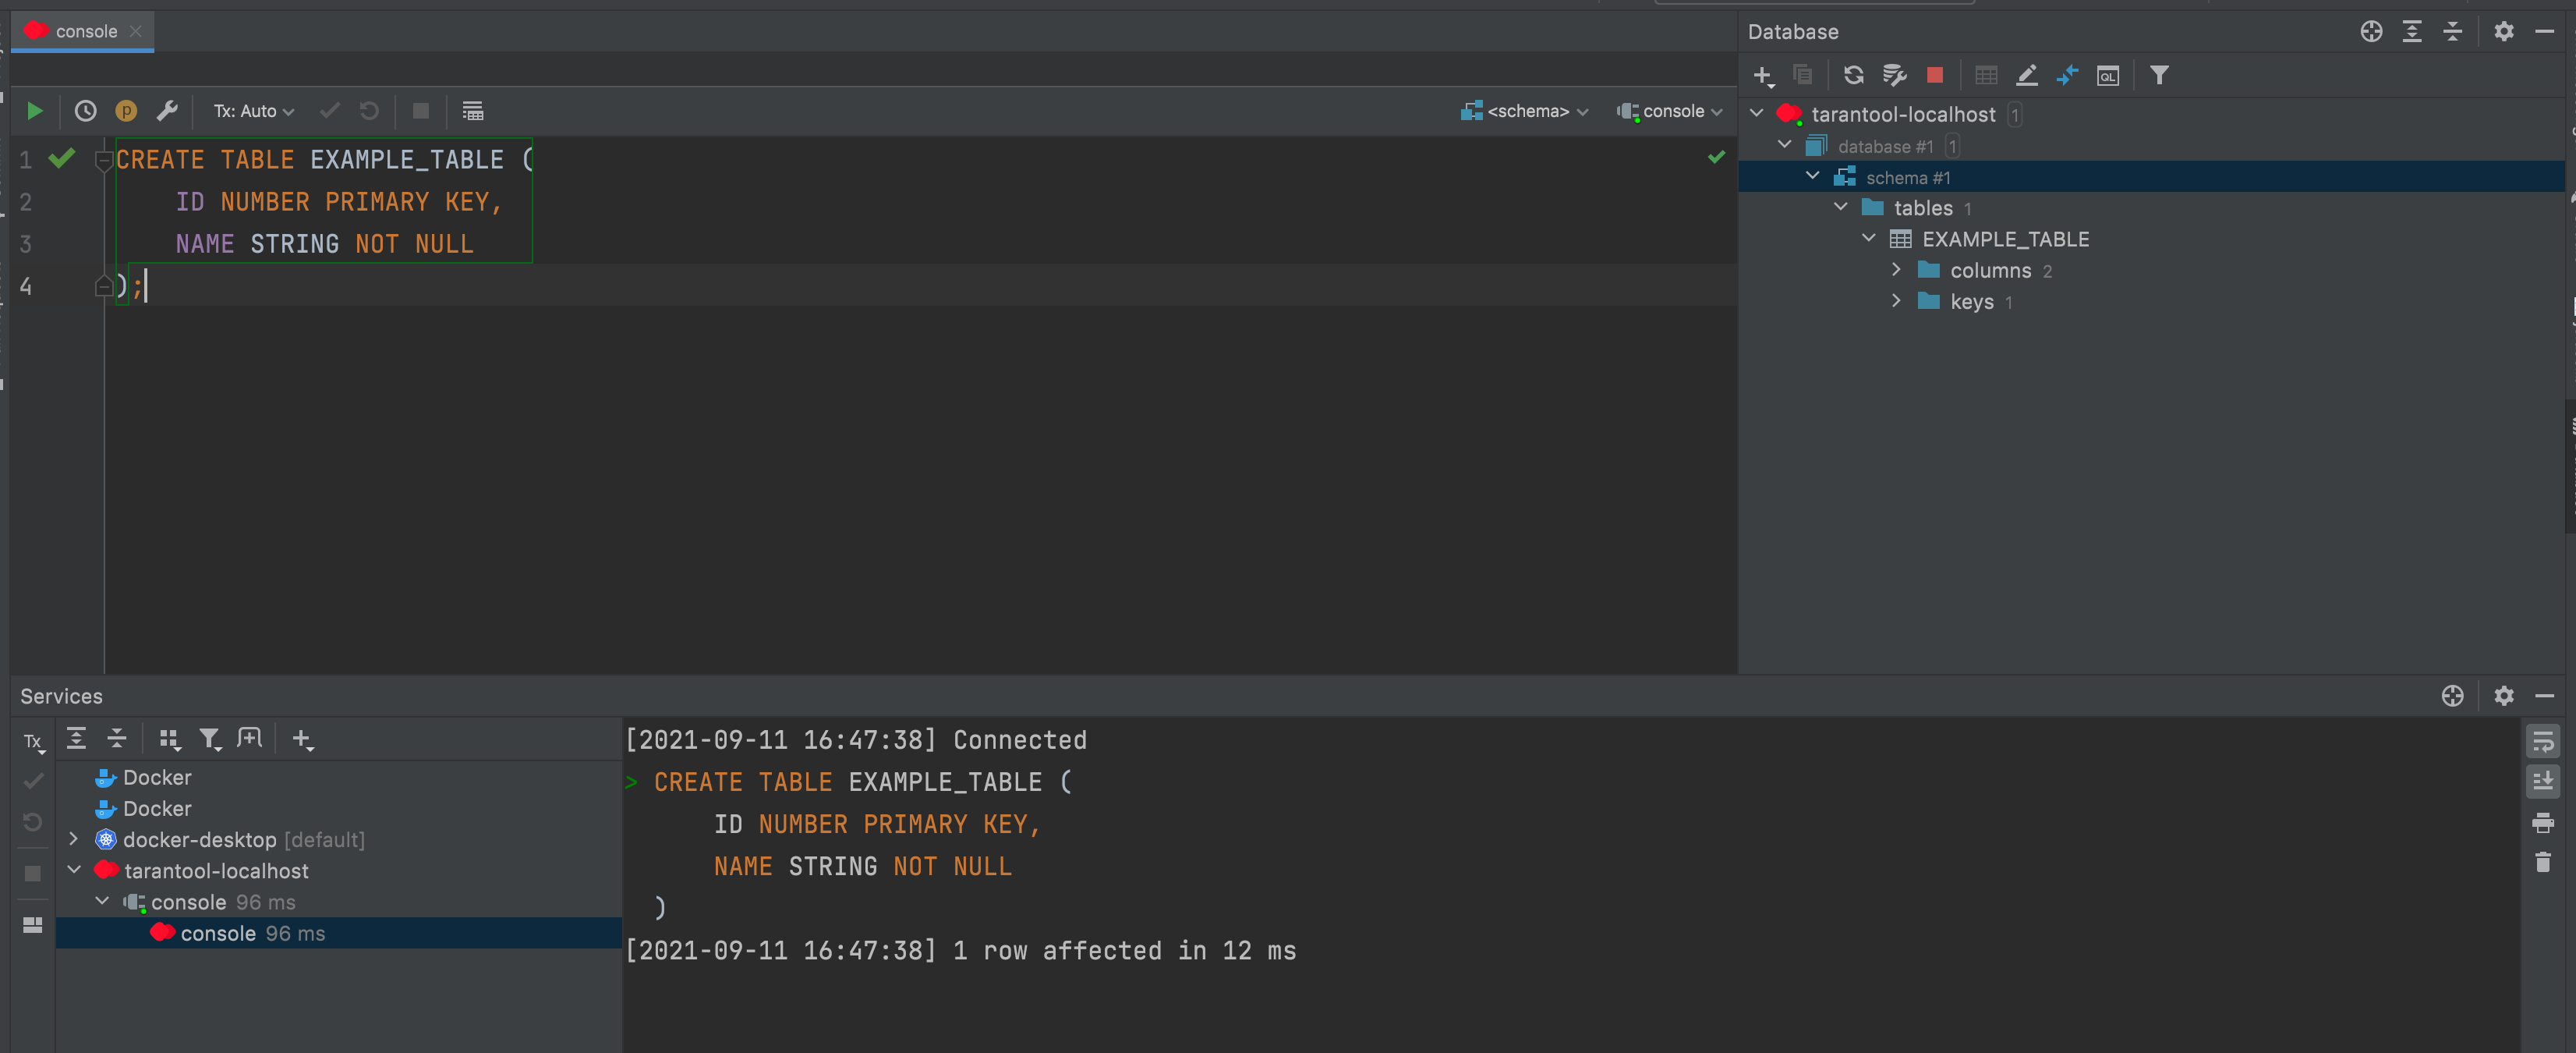 console
Tx: Auto
<schema>
console
1 CREATE TABLE EXAMPLE_TABLE (
2 ID NUMBER PRIMARY KEY,
3 NAME STRING NOT NULL
4 );
Database
QL
tarantool-localhost 1
database #1 1
schema #1
tables 1
EXAMPLE_TABLE
columns 2
keys 1
Services
Tx
Docker
Docker
docker-desktop [default]
tarantool-localhost
console 96 ms
console 96 ms
[2021-09-11 16:47:38] Connected
> CREATE TABLE EXAMPLE_TABLE (
ID NUMBER PRIMARY KEY,
NAME STRING NOT NULL
)
[2021-09-11 16:47:38] 1 row affected in 12 ms